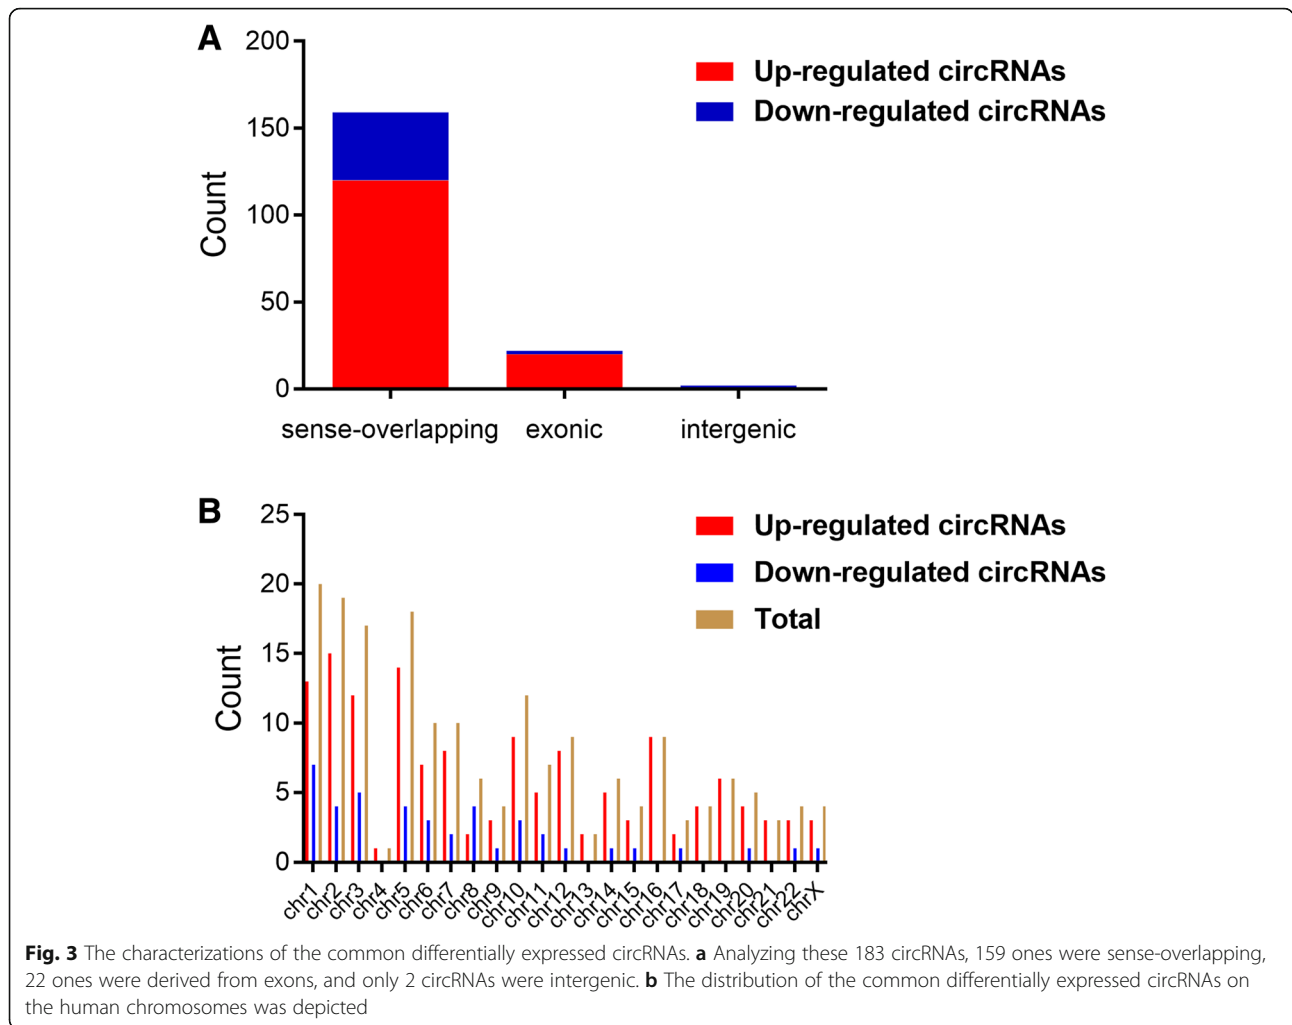 A
200
150
100
50
0
Count
Up-regulated circRNAs
Down-regulated circRNAs
sense-overlapping exonic intergenic
B
25
20
15
10
5
0
Count
Up-regulated circRNAs
Down-regulated circRNAs
Total
chr1 chr2 chr3 chr4 chr5 chr6 chr7 chr8 chr9 chr10 chr11 chr12 chr13 chr14 chr15 chr16 chr17 chr18 chr19 chr20 chr21 chr22 chrX
Fig. 3 The characterizations of the common differentially expressed circRNAs. a Analyzing these 183 circRNAs, 159 ones were sense-overlapping,
22 ones were derived from exons, and only 2 circRNAs were intergenic. b The distribution of the common differentially expressed circRNAs on
the human chromosomes was depicted